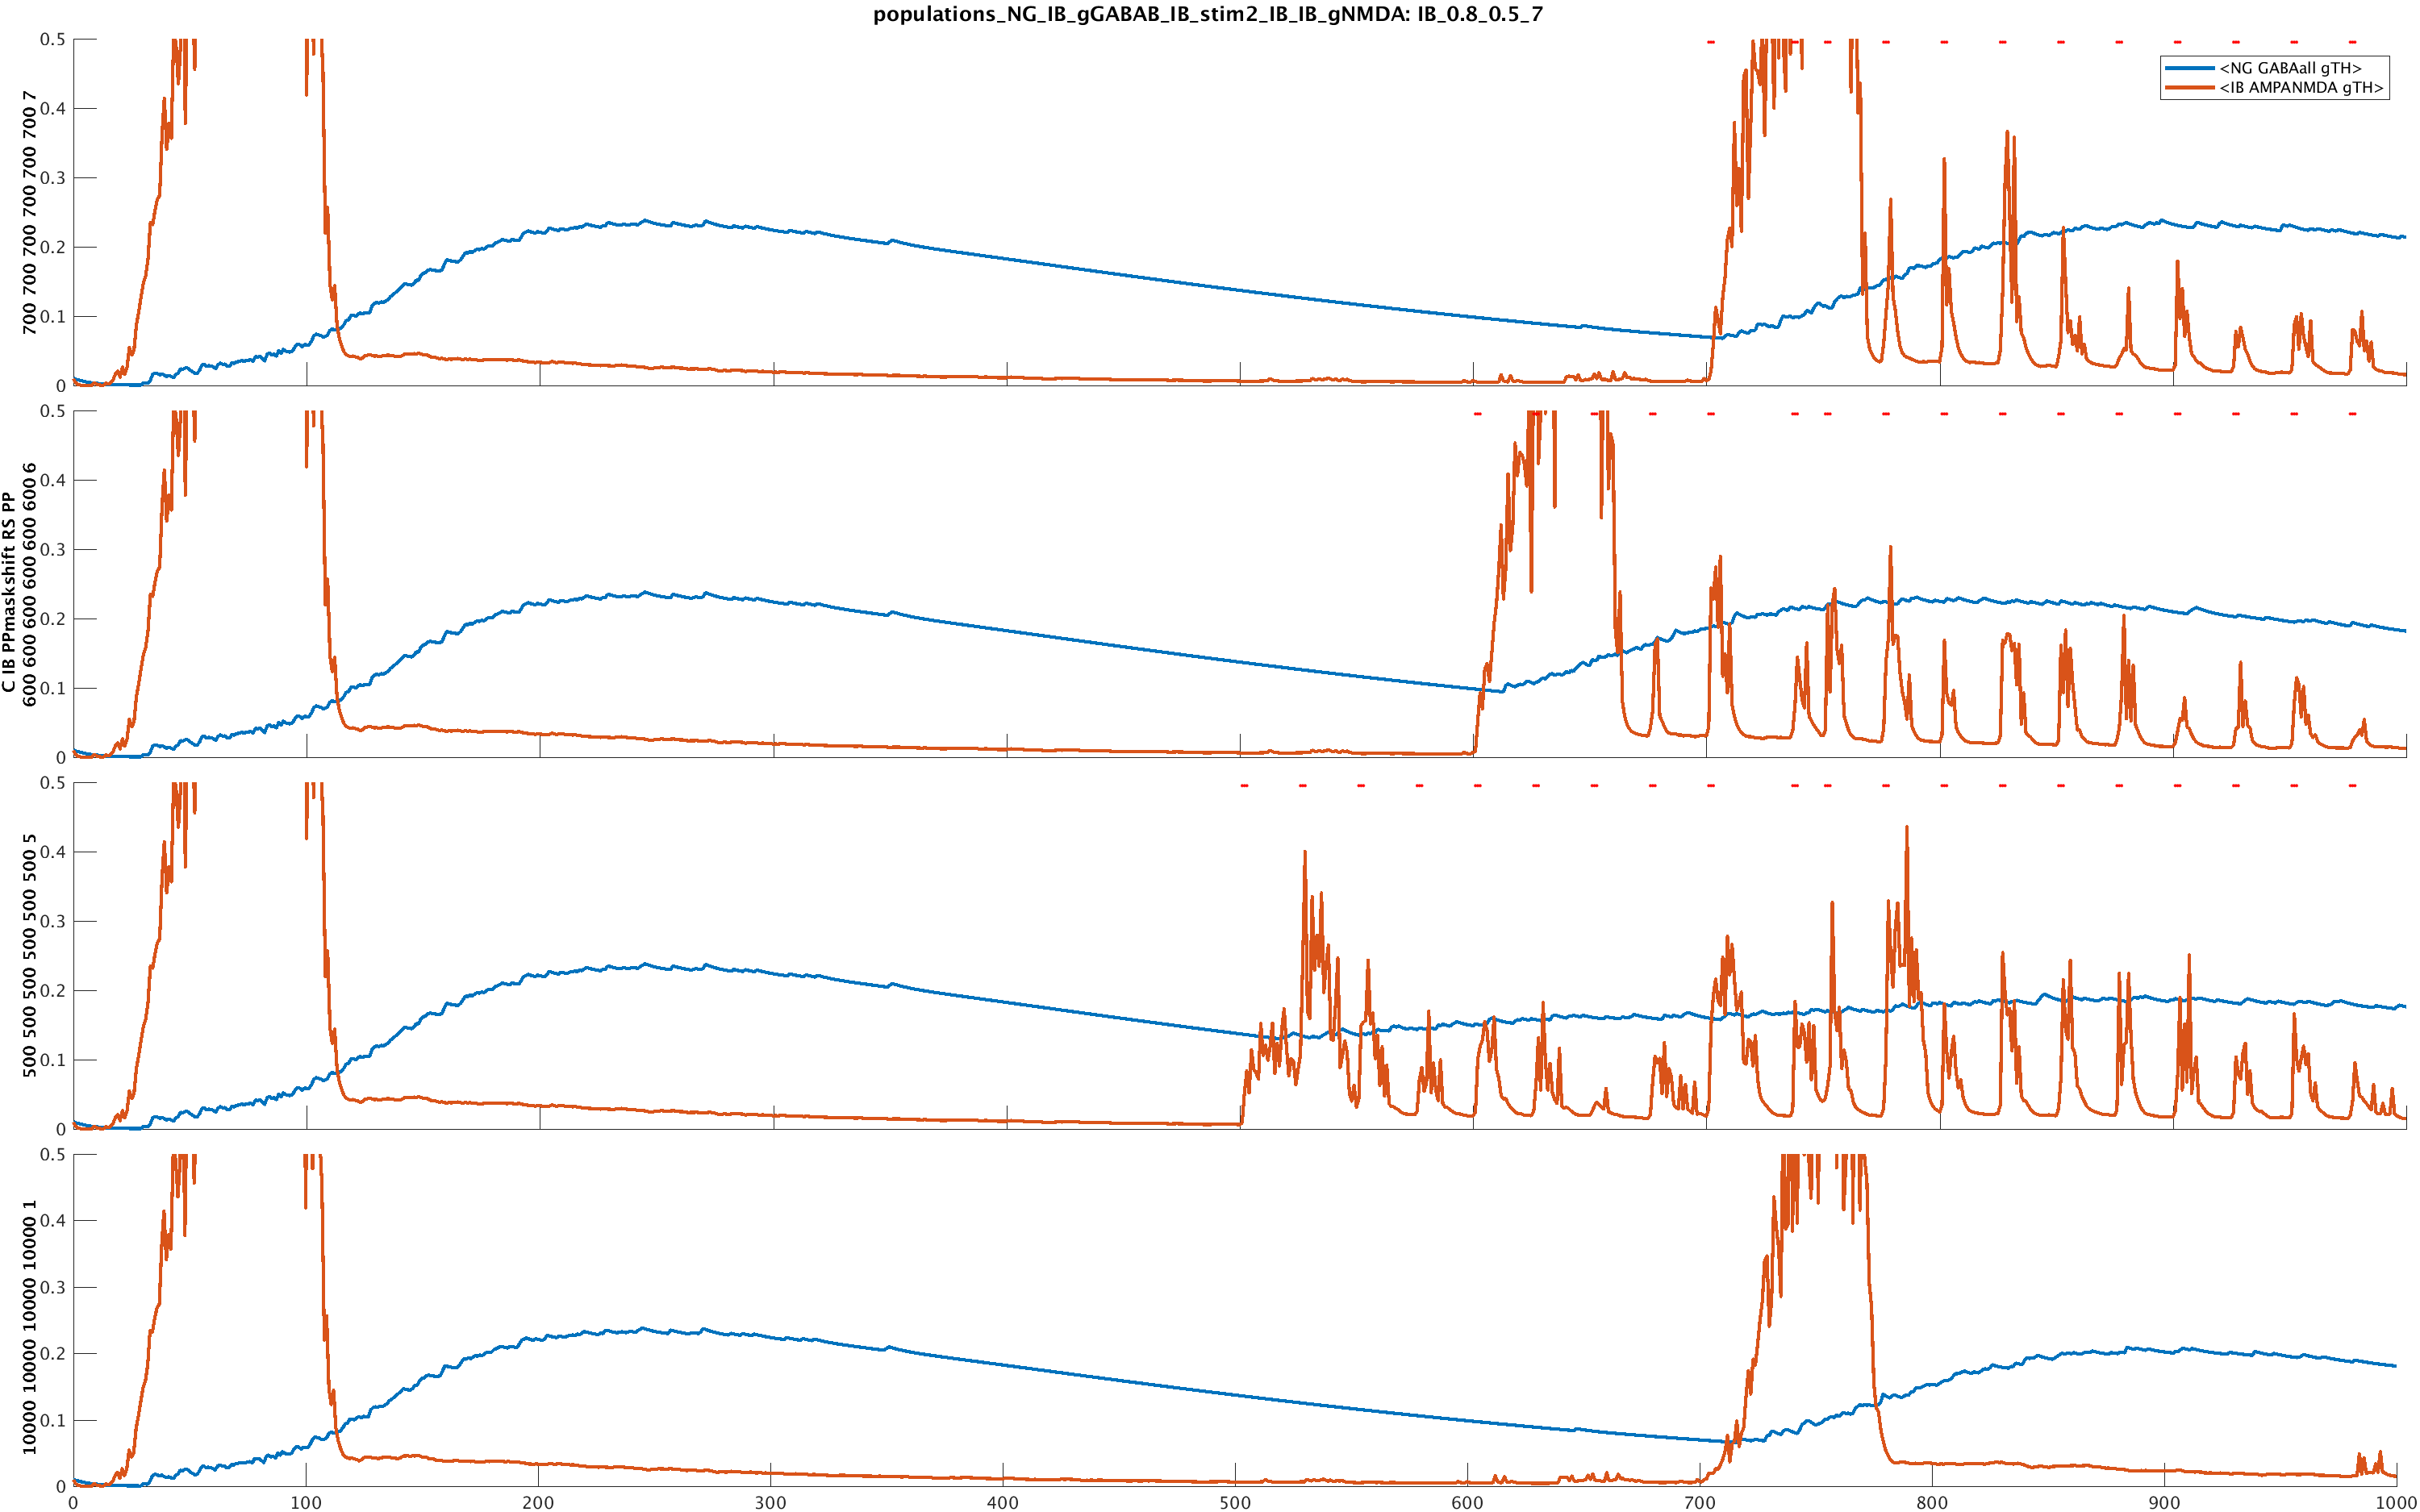 populations_NG_IB_gGABAB_IB_stim2_IB_IB_gNMDA: IB_0.8_0.5_7
<NG GABAall gTH>
<IB AMPANMDA gTH>
0.5
0.4
0.3
0.2
0.1
0
700 700 700 700 700 700 7
0.5
0.4
0.3
0.2
0.1
0
C IB PPmaskshift RS PP
600 600 600 600 600 600 6
0.5
0.4
0.3
0.2
0.1
0
500 500 500 500 500 500 5
0.5
0.4
0.3
0.2
0.1
0
10000 10000 10000 10000 1
0 100 200 300 400 500 600 700 800 900 1000